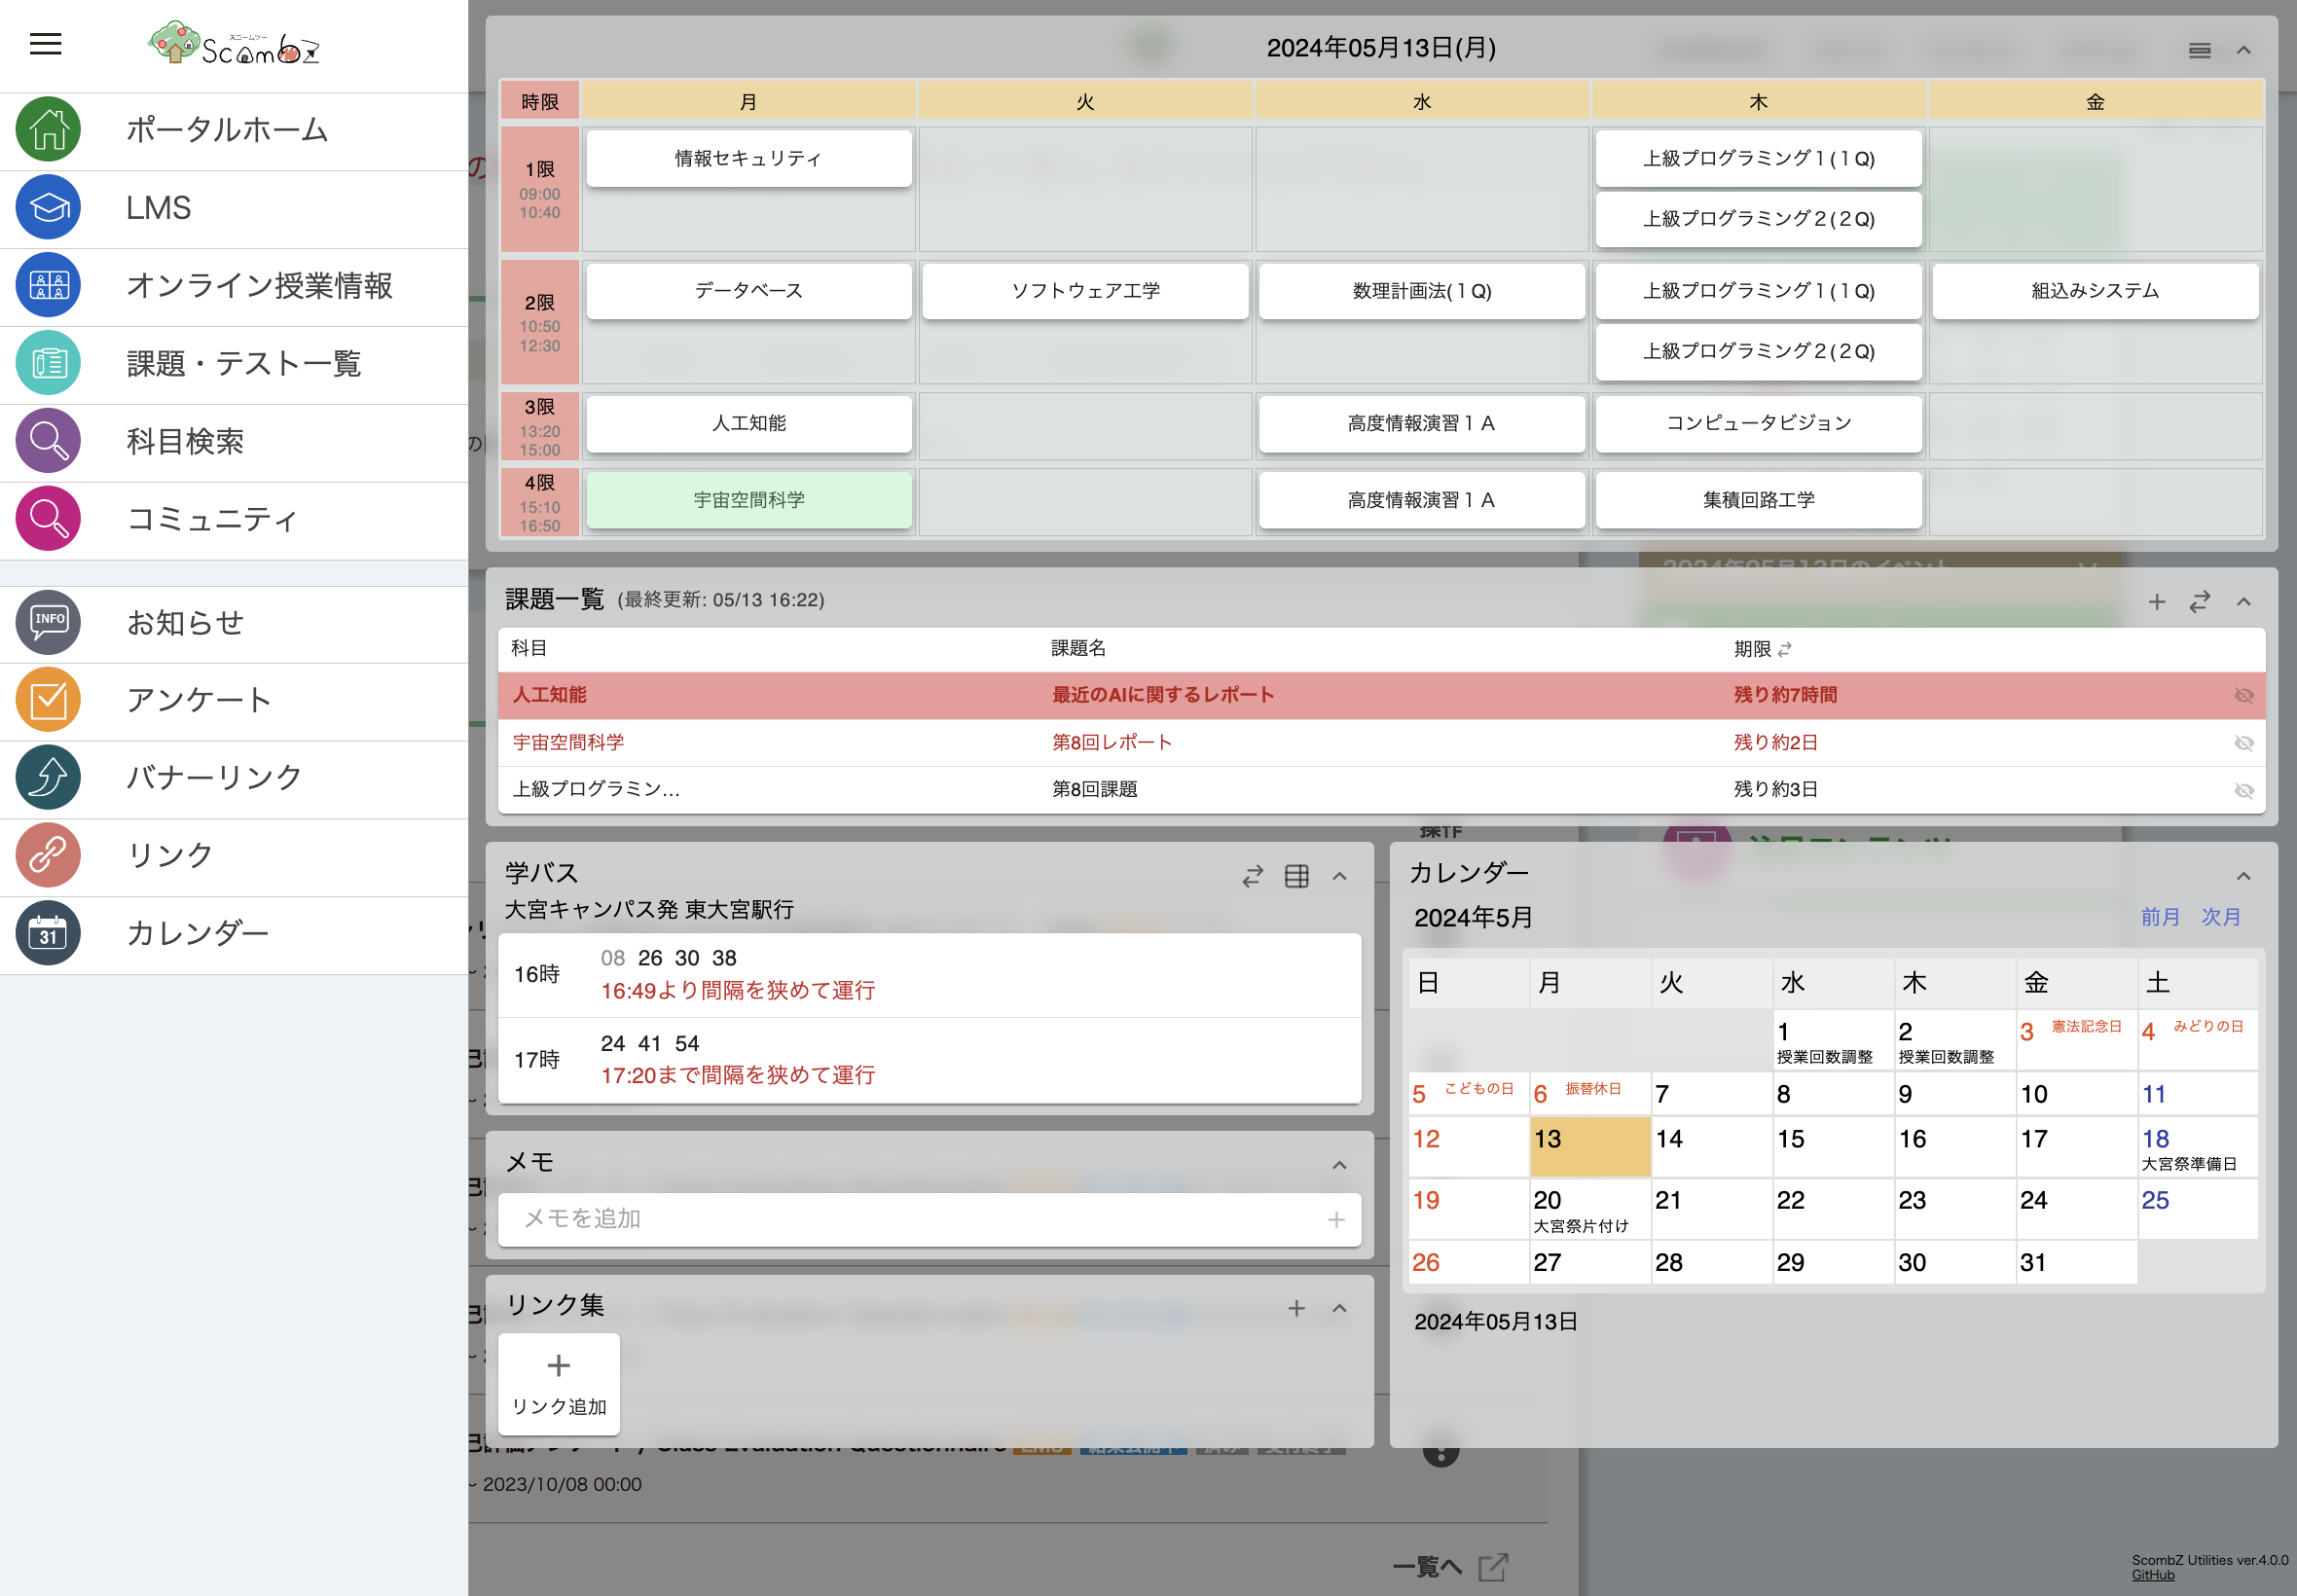 スコームツー
ScombZ
ポータルホーム
LMS
オンライン授業情報
課題・テスト一覧
科目検索
コミュニティ
INFO
お知らせ
アンケート
バナーリンク
リンク
31
カレンダー
2024年05月13日(月)
時限 月 火 水 木 金
1限
09:00
10:40
情報セキュリティ
上級プログラミング１(１Q)
上級プログラミング２(２Q)
2限
10:50
12:30
データベース
ソフトウェア工学
数理計画法(１Q)
上級プログラミング１(１Q)
上級プログラミング２(２Q)
組込みシステム
3限
13:20
15:00
人工知能
高度情報演習１Ａ
コンピュータビジョン
4限
15:10
16:50
宇宙空間科学
高度情報演習１Ａ
集積回路工学
2024年05月13日のイベント
課題一覧 (最終更新: 05/13 16:22)
科目 課題名 期限
人工知能 最近のAIに関するレポート 残り約7時間
宇宙空間科学 第8回レポート 残り約2日
上級プログラミン... 第8回課題 残り約3日
学バス
大宮キャンパス発 東大宮駅行
16時 08 26 30 38
16:49より間隔を狭めて運行
17時 24 41 54
17:20まで間隔を狭めて運行
メモ
メモを追加
リンク集
リンク追加
カレンダー
2024年5月 前月 次月
日 月 火 水 木 金 土
1 授業回数調整 2 授業回数調整 3 憲法記念日 4 みどりの日
5 こどもの日 6 振替休日 7 8 9 10 11
12 13 14 15 16 17 18 大宮祭準備日
19 20 大宮祭片付け 21 22 23 24 25
26 27 28 29 30 31
2024年05月13日
~ 2023/10/08 00:00
一覧へ
ScombZ Utilities ver.4.0.0
GitHub